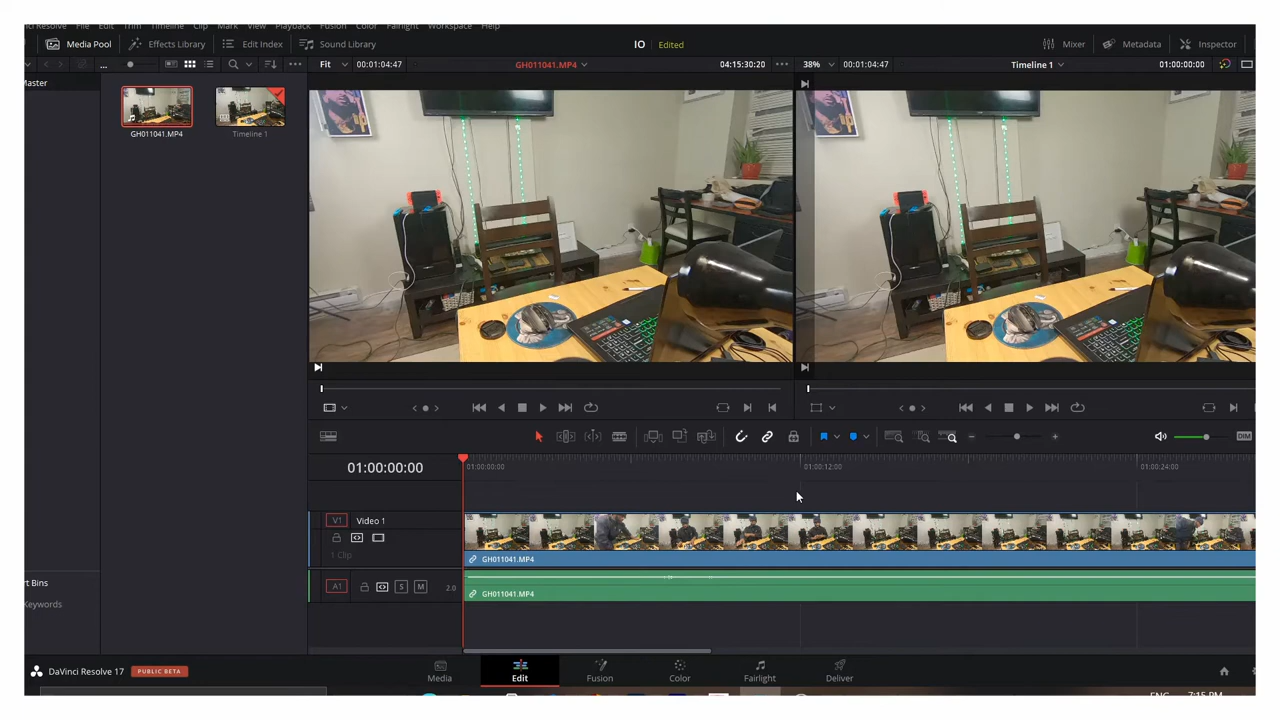 inci Resolve File Edit Trim Timeline Clip Mark View Playback Fusion Color Fairlight Workspace Help
Media Pool Effects Library Edit Index Sound Library IO Edited Mixer Metadata Inspector
... Fit 00:01:04:47 GH011041.MP4 04:15:30:20 ... 38% 00:01:04:47 Timeline 1 01:00:00:00
Master
GH011041.MP4 Timeline 1
DIM
01:00:00:00 01:00:00:00 01:00:12:00 01:00:24:00
V1 Video 1
1 Clip
GH011041.MP4
A1 S M 2.0
GH011041.MP4
rt Bins
Keywords
DaVinci Resolve 17 PUBLIC BETA Media Edit Fusion Color Fairlight Deliver
ENG 7:15 PM